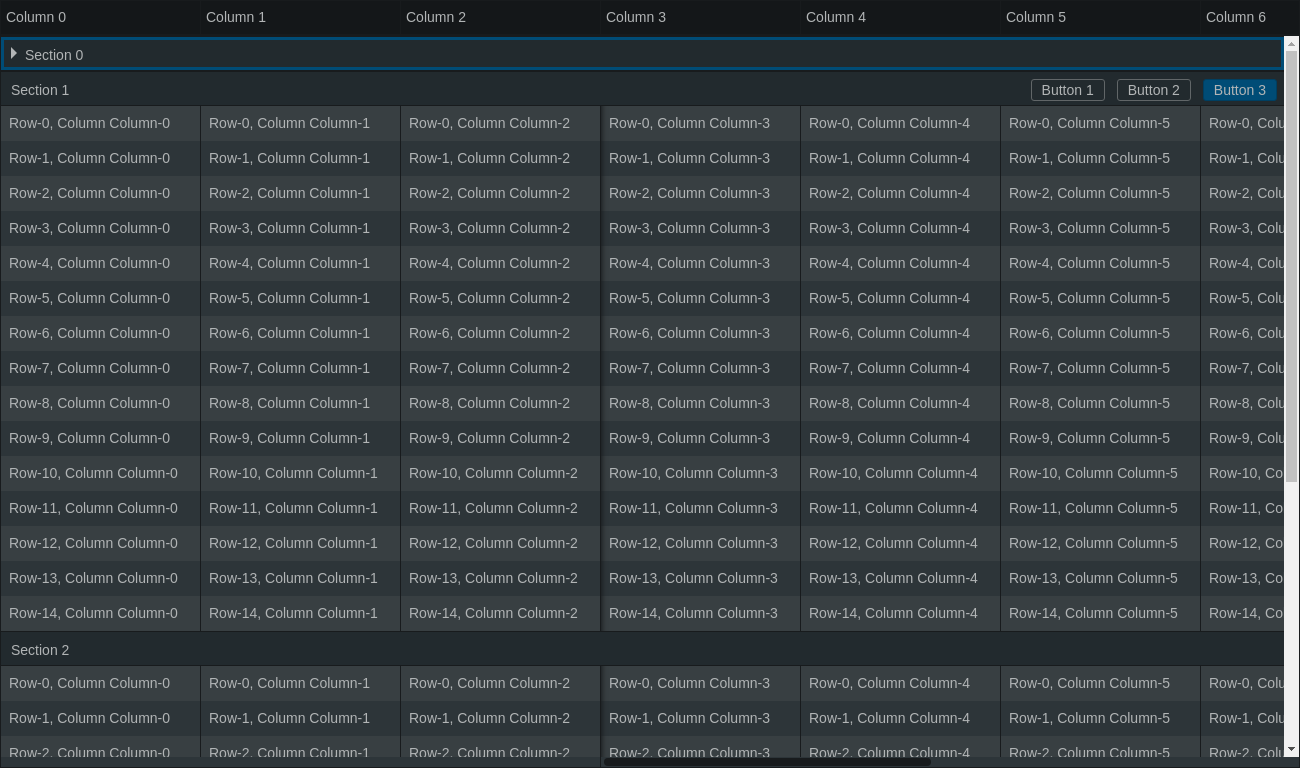 Column 0 Column 1 Column 2 Column 3 Column 4 Column 5 Column 6
Section 0
Section 1 Button 1 Button 2 Button 3
Row-0, Column Column-0 Row-0, Column Column-1 Row-0, Column Column-2 Row-0, Column Column-3 Row-0, Column Column-4 Row-0, Column Column-5 Row-0, Colu
Row-1, Column Column-0 Row-1, Column Column-1 Row-1, Column Column-2 Row-1, Column Column-3 Row-1, Column Column-4 Row-1, Column Column-5 Row-1, Colu
Row-2, Column Column-0 Row-2, Column Column-1 Row-2, Column Column-2 Row-2, Column Column-3 Row-2, Column Column-4 Row-2, Column Column-5 Row-2, Colu
Row-3, Column Column-0 Row-3, Column Column-1 Row-3, Column Column-2 Row-3, Column Column-3 Row-3, Column Column-4 Row-3, Column Column-5 Row-3, Colu
Row-4, Column Column-0 Row-4, Column Column-1 Row-4, Column Column-2 Row-4, Column Column-3 Row-4, Column Column-4 Row-4, Column Column-5 Row-4, Colu
Row-5, Column Column-0 Row-5, Column Column-1 Row-5, Column Column-2 Row-5, Column Column-3 Row-5, Column Column-4 Row-5, Column Column-5 Row-5, Colu
Row-6, Column Column-0 Row-6, Column Column-1 Row-6, Column Column-2 Row-6, Column Column-3 Row-6, Column Column-4 Row-6, Column Column-5 Row-6, Colu
Row-7, Column Column-0 Row-7, Column Column-1 Row-7, Column Column-2 Row-7, Column Column-3 Row-7, Column Column-4 Row-7, Column Column-5 Row-7, Colu
Row-8, Column Column-0 Row-8, Column Column-1 Row-8, Column Column-2 Row-8, Column Column-3 Row-8, Column Column-4 Row-8, Column Column-5 Row-8, Colu
Row-9, Column Column-0 Row-9, Column Column-1 Row-9, Column Column-2 Row-9, Column Column-3 Row-9, Column Column-4 Row-9, Column Column-5 Row-9, Colu
Row-10, Column Column-0 Row-10, Column Column-1 Row-10, Column Column-2 Row-10, Column Column-3 Row-10, Column Column-4 Row-10, Column Column-5 Row-10, Co
Row-11, Column Column-0 Row-11, Column Column-1 Row-11, Column Column-2 Row-11, Column Column-3 Row-11, Column Column-4 Row-11, Column Column-5 Row-11, Co
Row-12, Column Column-0 Row-12, Column Column-1 Row-12, Column Column-2 Row-12, Column Column-3 Row-12, Column Column-4 Row-12, Column Column-5 Row-12, Co
Row-13, Column Column-0 Row-13, Column Column-1 Row-13, Column Column-2 Row-13, Column Column-3 Row-13, Column Column-4 Row-13, Column Column-5 Row-13, Co
Row-14, Column Column-0 Row-14, Column Column-1 Row-14, Column Column-2 Row-14, Column Column-3 Row-14, Column Column-4 Row-14, Column Column-5 Row-14, Co
Section 2
Row-0, Column Column-0 Row-0, Column Column-1 Row-0, Column Column-2 Row-0, Column Column-3 Row-0, Column Column-4 Row-0, Column Column-5 Row-0, Colu
Row-1, Column Column-0 Row-1, Column Column-1 Row-1, Column Column-2 Row-1, Column Column-3 Row-1, Column Column-4 Row-1, Column Column-5 Row-1, Colu
Row-2, Column Column-0 Row-2, Column Column-1 Row-2, Column Column-2 Row-2, Column Column-3 Row-2, Column Column-4 Row-2, Column Column-5 Row-2, Colu